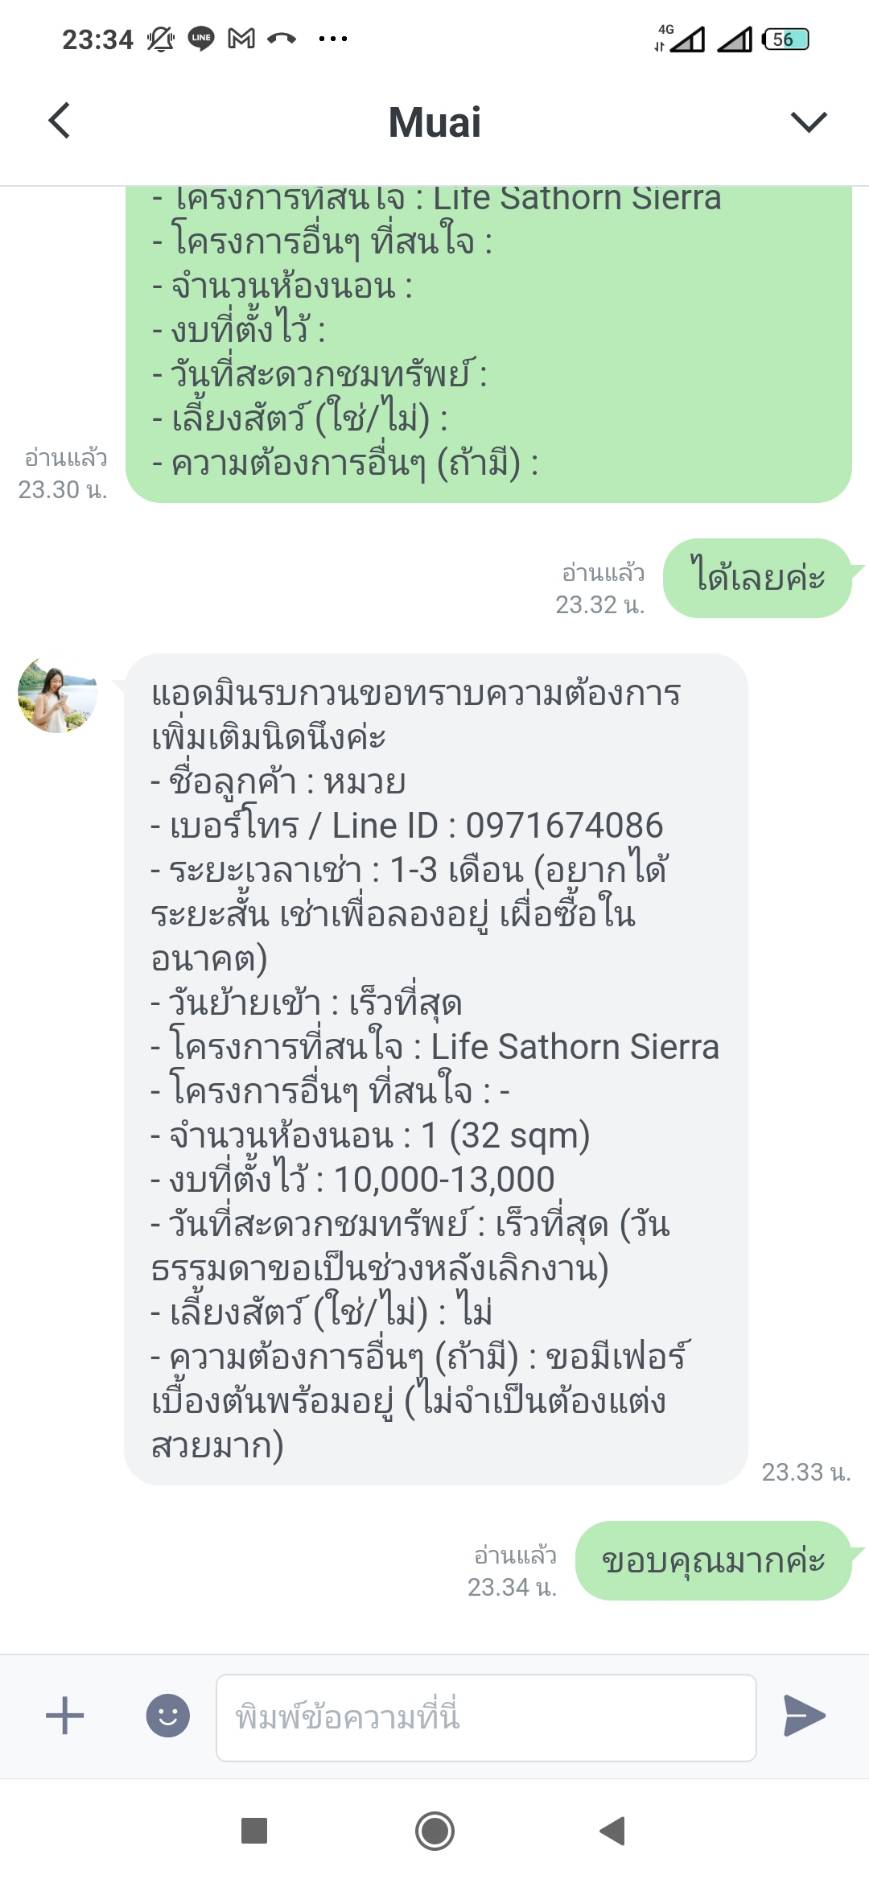 23:34
LINE
4G
56
Muai
- โครงการที่สนใจ : Life Sathorn Sierra
- โครงการอื่นๆ ที่สนใจ :
- จำนวนห้องนอน :
- งบที่ตั้งไว้ :
- วันที่สะดวกชมทรัพย์ :
- เลี้ยงสัตว์ (ใช่/ไม่) :
- ความต้องการอื่นๆ (ถ้ามี) :
อ่านแล้ว
23.30 น.
ได้เลยค่ะ
อ่านแล้ว
23.32 น.
แอดมินรบกวนขอทราบความต้องการ
เพิ่มเติมนิดนึงค่ะ
- ชื่อลูกค้า : หมวย
- เบอร์โทร / Line ID : 0971674086
- ระยะเวลาเช่า : 1-3 เดือน (อยากได้
ระยะสั้น เช่าเพื่อลองอยู่ เผื่อซื้อใน
อนาคต)
- วันย้ายเข้า : เร็วที่สุด
- โครงการที่สนใจ : Life Sathorn Sierra
- โครงการอื่นๆ ที่สนใจ : -
- จำนวนห้องนอน : 1 (32 sqm)
- งบที่ตั้งไว้ : 10,000-13,000
- วันที่สะดวกชมทรัพย์ : เร็วที่สุด (วัน
ธรรมดาขอเป็นช่วงหลังเลิกงาน)
- เลี้ยงสัตว์ (ใช่/ไม่) : ไม่
- ความต้องการอื่นๆ (ถ้ามี) : ขอมีเฟอร์
เบื้องต้นพร้อมอยู่ (ไม่จำเป็นต้องแต่ง
สวยมาก)
23.33 น.
ขอบคุณมากค่ะ
อ่านแล้ว
23.34 น.
พิมพ์ข้อความที่นี่